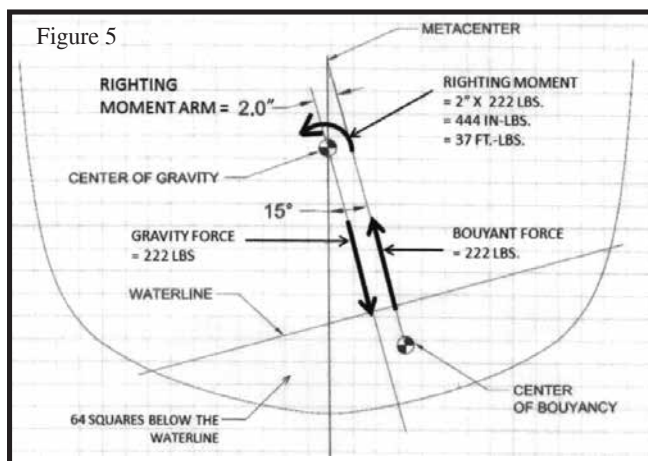 Figure 5
METACENTER
RIGHTING
MOMENT ARM = 2.0"
RIGHTING MOMENT
= 2" X 222 LBS.
= 444 IN-LBS.
= 37 FT.-LBS.
CENTER OF GRAVITY
15°
GRAVITY FORCE
= 222 LBS
BOUYANT FORCE
= 222 LBS.
WATERLINE
CENTER
OF BOUYANCY
64 SQUARES BELOW THE
WATERLINE